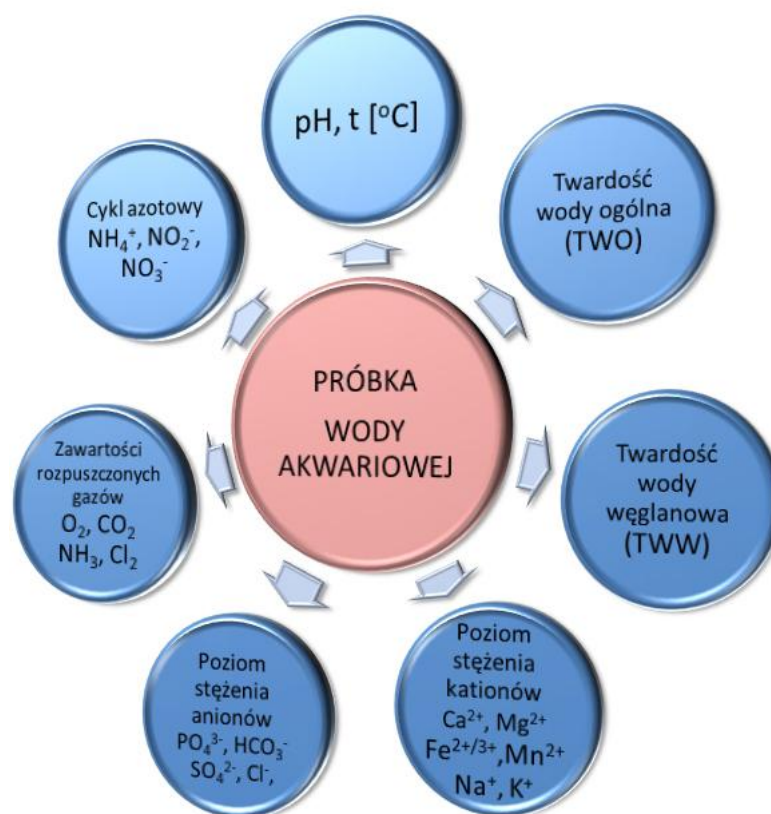 pH, t [°C]
Twardość
wody ogólna
(TWO)
Twardość
wody
węglanowa
(TWW)
Poziom
stężenia
kationów
Ca²⁺, Mg²⁺
Fe²⁺/³⁺,Mn²⁺
Na⁺, K⁺
Poziom
stężenia
anionów
PO₄³⁻, HCO₃⁻
SO₄²⁻, Cl⁻,
Zawartości
rozpuszczonych
gazów
O₂, CO₂
NH₃, Cl₂
Cykl azotowy
NH₄⁺, NO₂⁻,
NO₃⁻
PRÓBKA
WODY
AKWARIOWEJ